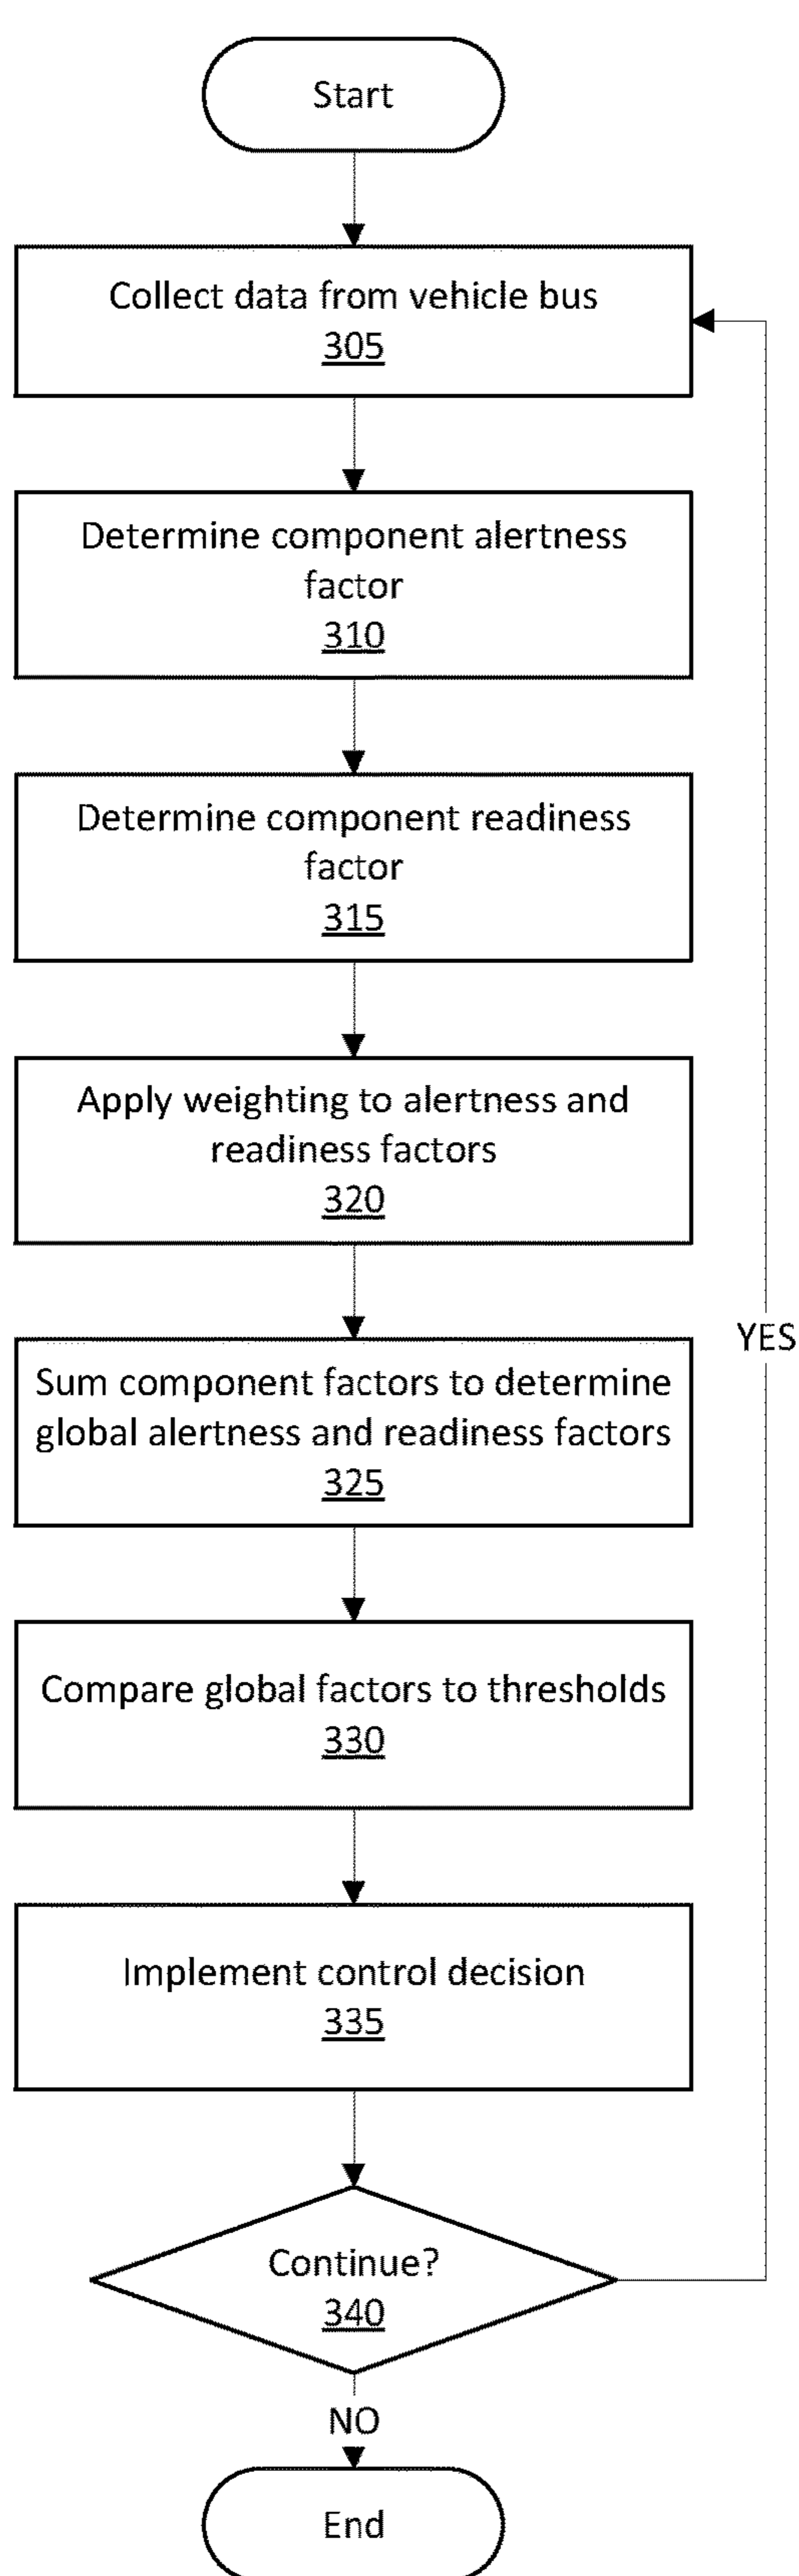 Start
Collect data from vehicle bus
305
Determine component alertness
factor
310
Determine component readiness
factor
315
Apply weighting to alertness and
readiness factors
320
YES
Sum component factors to determine
global alertness and readiness factors
325
Compare global factors to thresholds
330
Implement control decision
335
Continue?
340
NO
End